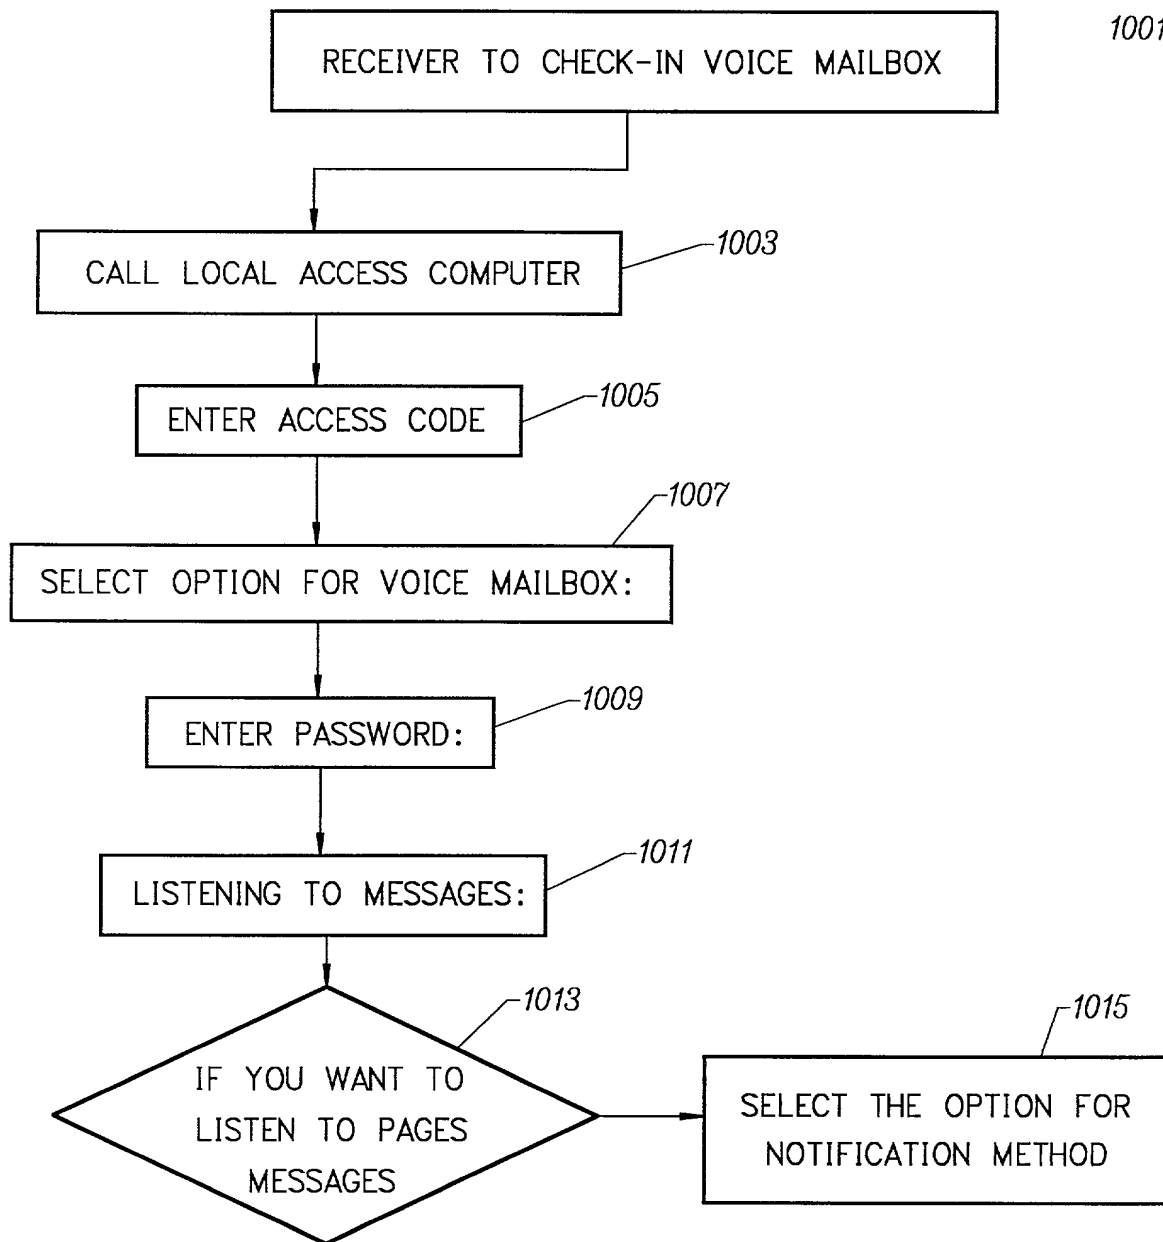 1001
RECEIVER TO CHECK-IN VOICE MAILBOX
1003
CALL LOCAL ACCESS COMPUTER
1005
ENTER ACCESS CODE
1007
SELECT OPTION FOR VOICE MAILBOX:
1009
ENTER PASSWORD:
1011
LISTENING TO MESSAGES:
1013
IF YOU WANT TO
LISTEN TO PAGES
MESSAGES
1015
SELECT THE OPTION FOR
NOTIFICATION METHOD